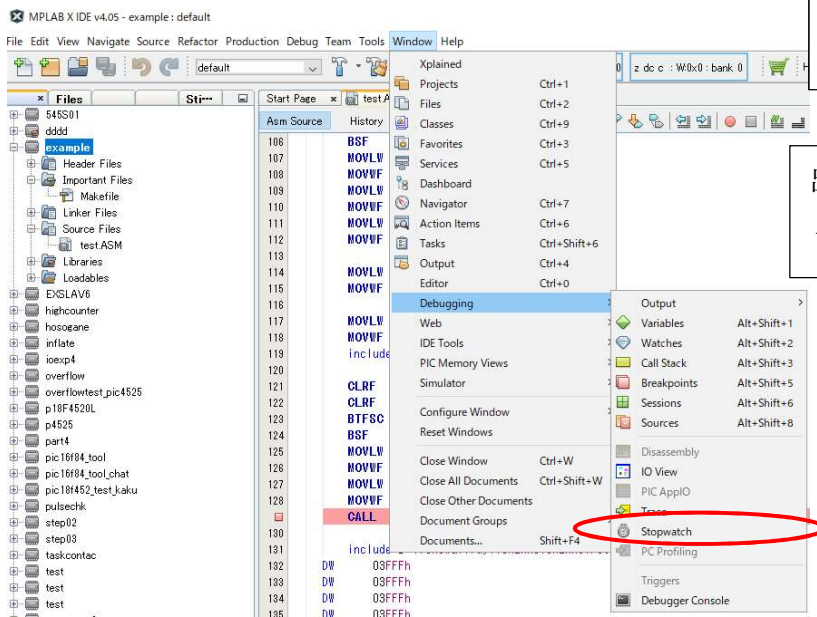 MPLAB X IDE v4.05 - example : default
File Edit View Navigate Source Refactor Production Debug Team Tools Window Help
default
z dc c : W:0x0 : bank 0
Files
Sti...
Start Page
test.A
Asm Source
History
545S01
dddd
example
Header Files
Important Files
Makefile
Linker Files
Source Files
test.ASM
Libraries
Loadables
EXSLAV6
highcounter
hosogane
inflate
ioexp4
overflow
overflowtest_pic4525
p18F4520L
p4525
part4
pic16f84_tool
pic16f84_tool_chat
pic18f452_test_kaku
pulsechk
step02
step03
taskcontac
test
test
test
106 BSF
107 MOVLW
108 MOVWF
109 MOVLW
110 MOVWF
111 MOVLW
112 MOVWF
113
114 MOVLW
115 MOVWF
116
117 MOVLW
118 MOVWF
119 include
120
121 CLRF
122 CLRF
123 BTFSC
124 BSF
125 MOVLW
126 MOVWF
127 MOVLW
128 MOVWF
CALL
130
131 include
132 DW 03FFFh
133 DW 03FFFh
134 DW 03FFFh
135 DW 03FFFh
Xplained
Projects Ctrl+1
Files Ctrl+2
Classes Ctrl+9
Favorites Ctrl+3
Services Ctrl+5
Dashboard
Navigator Ctrl+7
Action Items Ctrl+6
Tasks Ctrl+Shift+6
Output Ctrl+4
Editor Ctrl+0
Debugging
Web
IDE Tools
PIC Memory Views
Simulator
Configure Window
Reset Windows
Close Window Ctrl+W
Close All Documents Ctrl+Shift+W
Close Other Documents
Document Groups
Documents... Shift+F4
Output
Variables Alt+Shift+1
Watches Alt+Shift+2
Call Stack Alt+Shift+3
Breakpoints Alt+Shift+5
Sessions Alt+Shift+6
Sources Alt+Shift+8
Disassembly
IO View
PIC AppIO
Trace
Stopwatch
PC Profiling
Triggers
Debugger Console